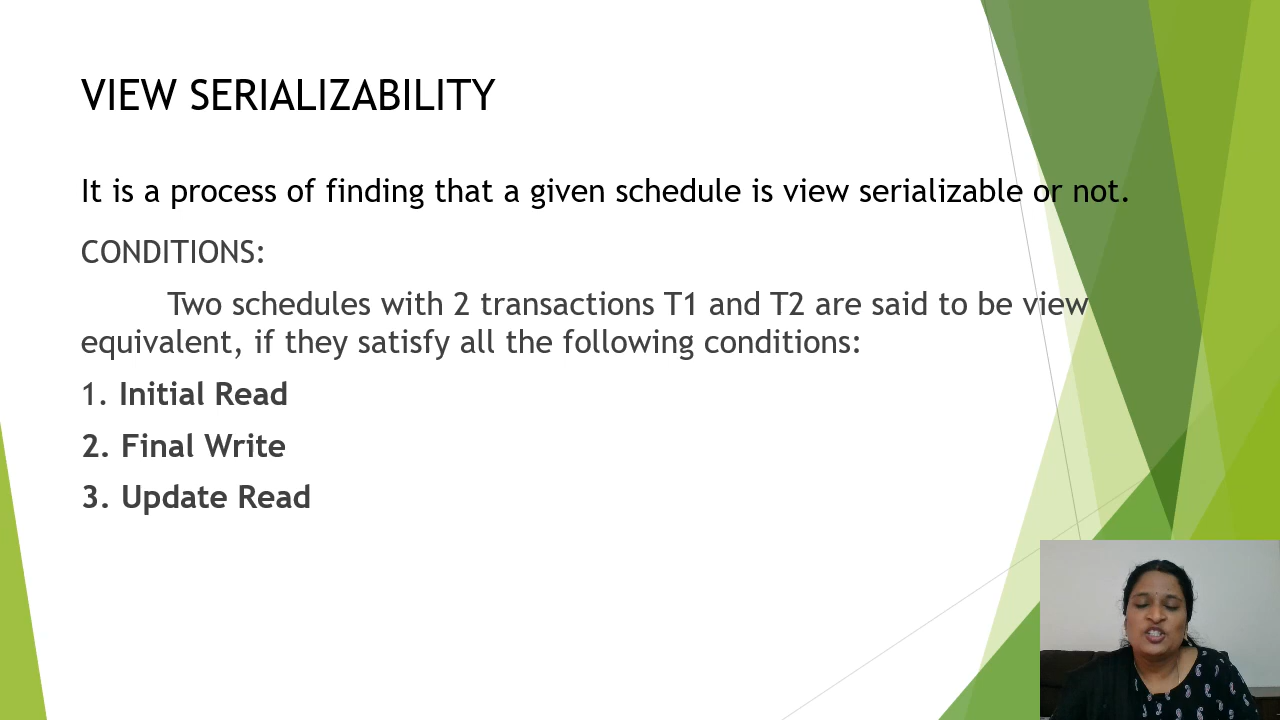 VIEW SERIALIZABILITY
It is a process of finding that a given schedule is view serializable or not.
CONDITIONS:
Two schedules with 2 transactions T1 and T2 are said to be view
equivalent, if they satisfy all the following conditions:
1. Initial Read
2. Final Write
3. Update Read